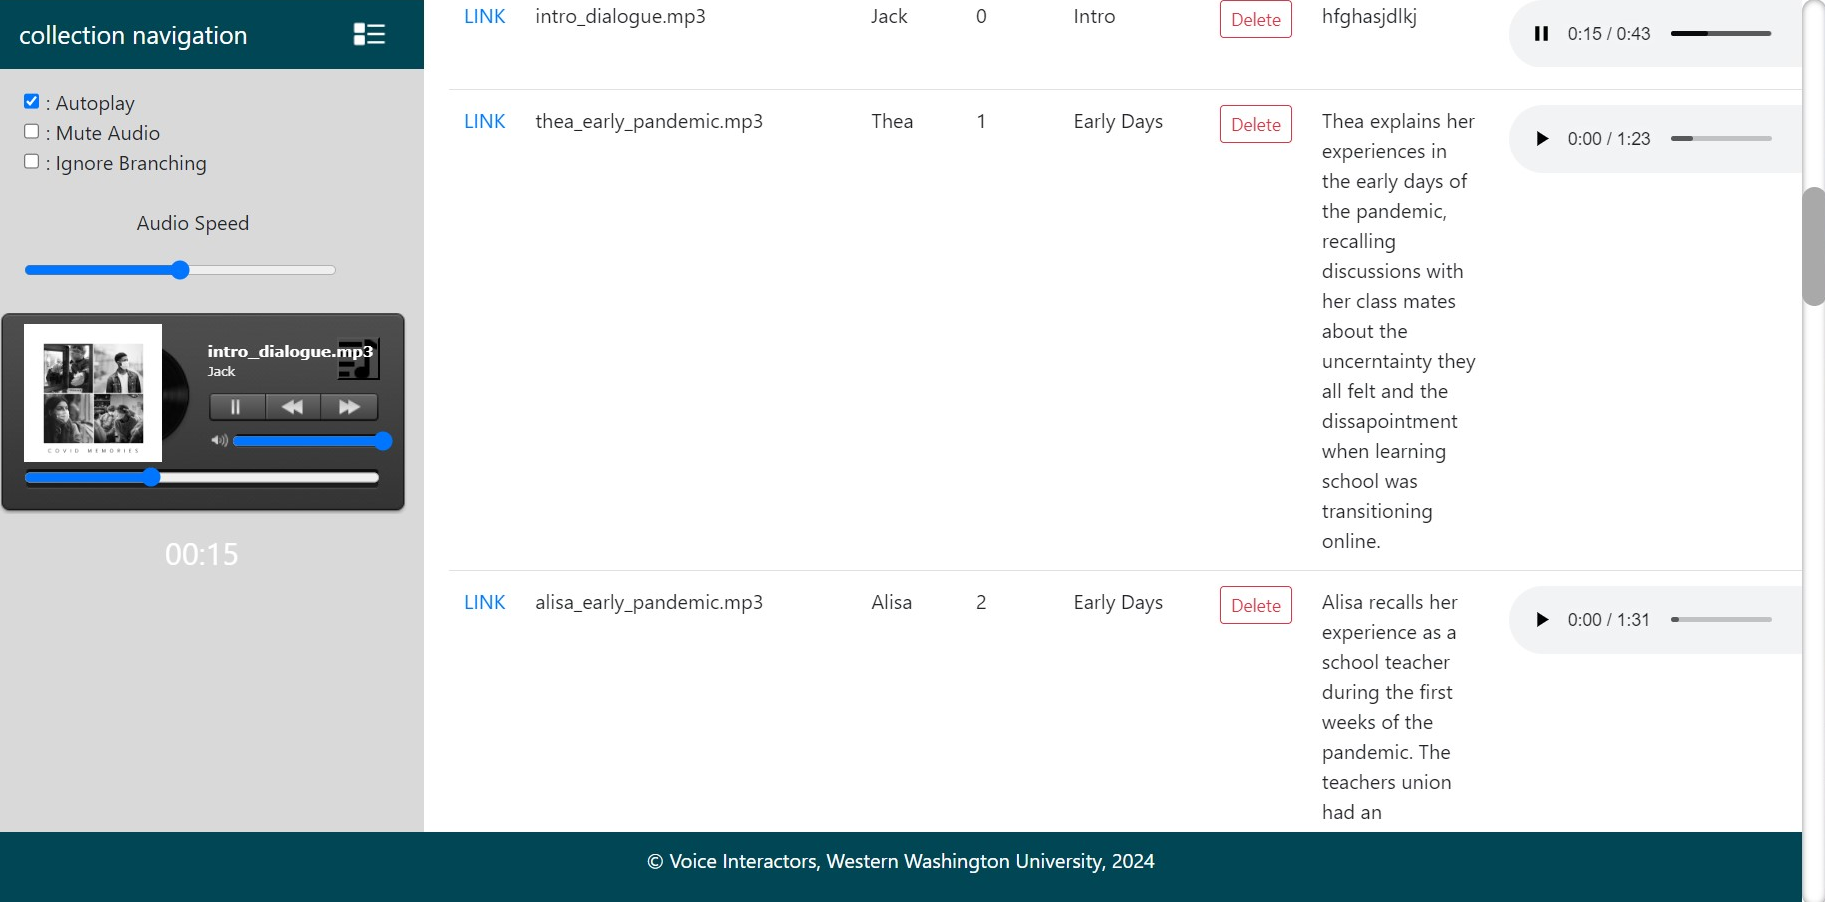 collection navigation
: Autoplay
: Mute Audio
: Ignore Branching
Audio Speed
intro_dialogue.mp3
Jack
COVID MEMORIES
00:15
LINK intro_dialogue.mp3 Jack 0 Intro Delete hfghasjdlkj 0:15 / 0:43
LINK thea_early_pandemic.mp3 Thea 1 Early Days Delete Thea explains her 0:00 / 1:23
experiences in
the early days of
the pandemic,
recalling
discussions with
her class mates
about the
uncerntainty they
all felt and the
dissapointment
when learning
school was
transitioning
online.
LINK alisa_early_pandemic.mp3 Alisa 2 Early Days Delete Alisa recalls her 0:00 / 1:31
experience as a
school teacher
during the first
weeks of the
pandemic. The
teachers union
had an
© Voice Interactors, Western Washington University, 2024